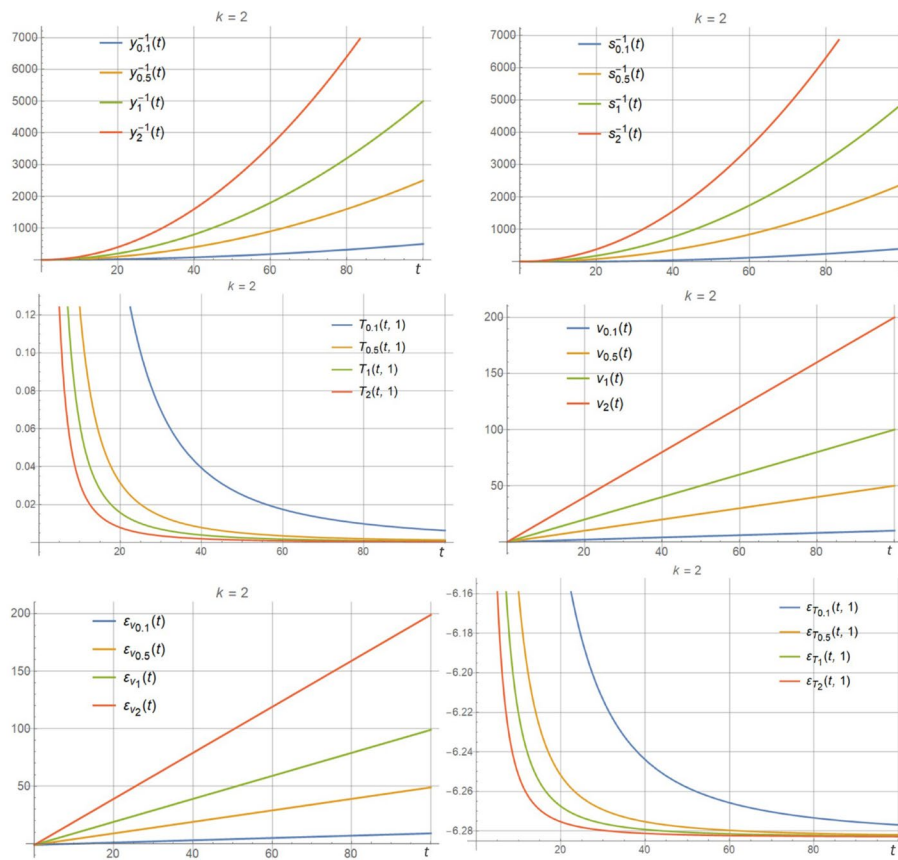 k = 2
7000
6000
5000
4000
3000
2000
1000
20
40
60
80
t
y_{0.1}^{-1}(t)
y_{0.5}^{-1}(t)
y_1^{-1}(t)
y_2^{-1}(t)
k = 2
7000
6000
5000
4000
3000
2000
1000
20
40
60
80
t
s_{0.1}^{-1}(t)
s_{0.5}^{-1}(t)
s_1^{-1}(t)
s_2^{-1}(t)
k = 2
0.12
0.10
0.08
0.06
0.04
0.02
20
40
60
80
t
T_{0.1}(t, 1)
T_{0.5}(t, 1)
T_1(t, 1)
T_2(t, 1)
k = 2
200
150
100
50
20
40
60
80
t
v_{0.1}(t)
v_{0.5}(t)
v_1(t)
v_2(t)
k = 2
200
150
100
50
20
40
60
80
t
ε_{v_{0.1}}(t)
ε_{v_{0.5}}(t)
ε_{v_1}(t)
ε_{v_2}(t)
k = 2
-6.16
-6.18
-6.20
-6.22
-6.24
-6.26
-6.28
20
40
60
80
t
ε_{T_{0.1}}(t, 1)
ε_{T_{0.5}}(t, 1)
ε_{T_1}(t, 1)
ε_{T_2}(t, 1)